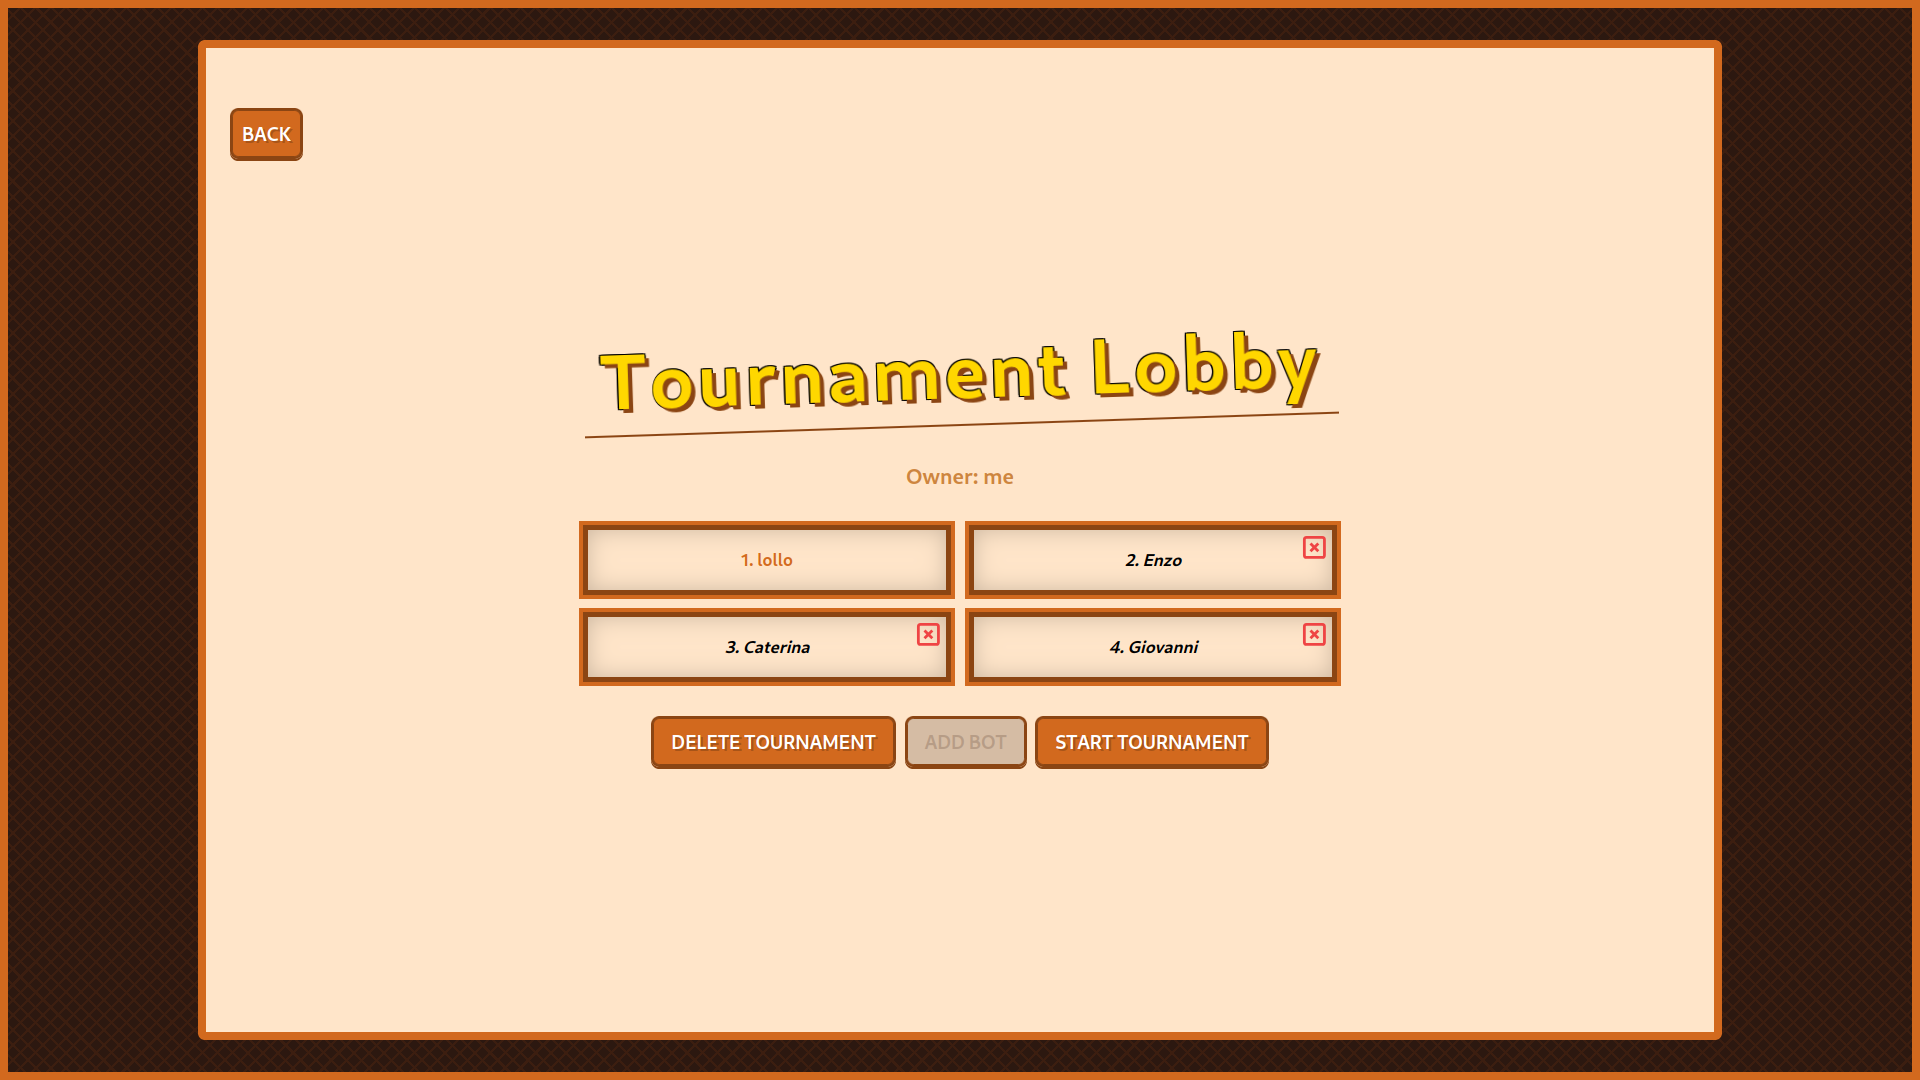 BACK
Tournament Lobby
Owner: me
1. lollo
2. Enzo
3. Caterina
4. Giovanni
DELETE TOURNAMENT
ADD BOT
START TOURNAMENT